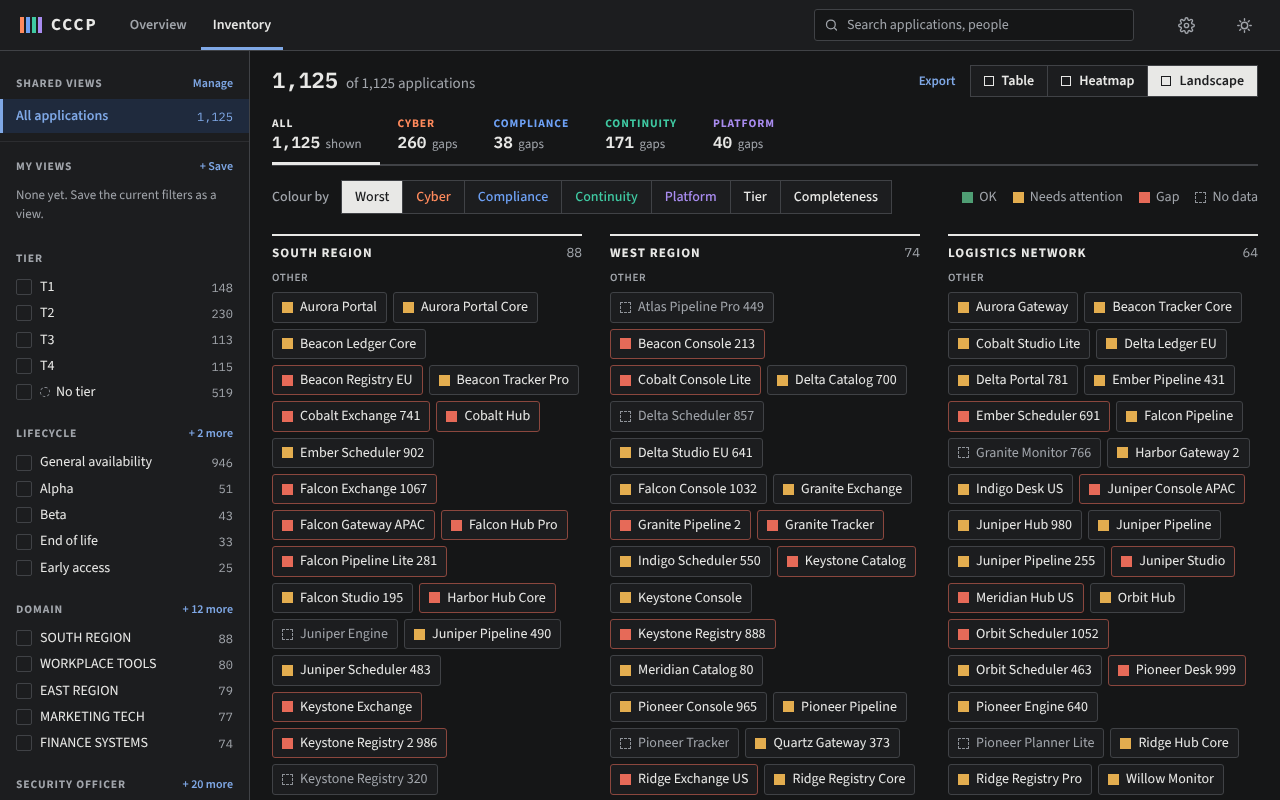 CCCP Overview Inventory Search applications, people
SHARED VIEWS Manage
All applications 1,125
MY VIEWS + Save
None yet. Save the current filters as a
view.
TIER
T1 148
T2 230
T3 113
T4 115
No tier 519
LIFECYCLE + 2 more
General availability 946
Alpha 51
Beta 43
End of life 33
Early access 25
DOMAIN + 12 more
SOUTH REGION 88
WORKPLACE TOOLS 80
EAST REGION 79
MARKETING TECH 77
FINANCE SYSTEMS 74
SECURITY OFFICER + 20 more
1,125 of 1,125 applications Export Table Heatmap Landscape
ALL CYBER COMPLIANCE CONTINUITY PLATFORM
1,125 shown 260 gaps 38 gaps 171 gaps 40 gaps
Colour by Worst Cyber Compliance Continuity Platform Tier Completeness OK Needs attention Gap No data
SOUTH REGION 88
OTHER
Aurora Portal Aurora Portal Core
Beacon Ledger Core
Beacon Registry EU Beacon Tracker Pro
Cobalt Exchange 741 Cobalt Hub
Ember Scheduler 902
Falcon Exchange 1067
Falcon Gateway APAC Falcon Hub Pro
Falcon Pipeline Lite 281
Falcon Studio 195 Harbor Hub Core
Juniper Engine Juniper Pipeline 490
Juniper Scheduler 483
Keystone Exchange
Keystone Registry 2 986
Keystone Registry 320
WEST REGION 74
OTHER
Atlas Pipeline Pro 449
Beacon Console 213
Cobalt Console Lite Delta Catalog 700
Delta Scheduler 857
Delta Studio EU 641
Falcon Console 1032 Granite Exchange
Granite Pipeline 2 Granite Tracker
Indigo Scheduler 550 Keystone Catalog
Keystone Console
Keystone Registry 888
Meridian Catalog 80
Pioneer Console 965 Pioneer Pipeline
Pioneer Tracker Quartz Gateway 373
Ridge Exchange US Ridge Registry Core
LOGISTICS NETWORK 64
OTHER
Aurora Gateway Beacon Tracker Core
Cobalt Studio Lite Delta Ledger EU
Delta Portal 781 Ember Pipeline 431
Ember Scheduler 691 Falcon Pipeline
Granite Monitor 766 Harbor Gateway 2
Indigo Desk US Juniper Console APAC
Juniper Hub 980 Juniper Pipeline
Juniper Pipeline 255 Juniper Studio
Meridian Hub US Orbit Hub
Orbit Scheduler 1052
Orbit Scheduler 463 Pioneer Desk 999
Pioneer Engine 640
Pioneer Planner Lite Ridge Hub Core
Ridge Registry Pro Willow Monitor